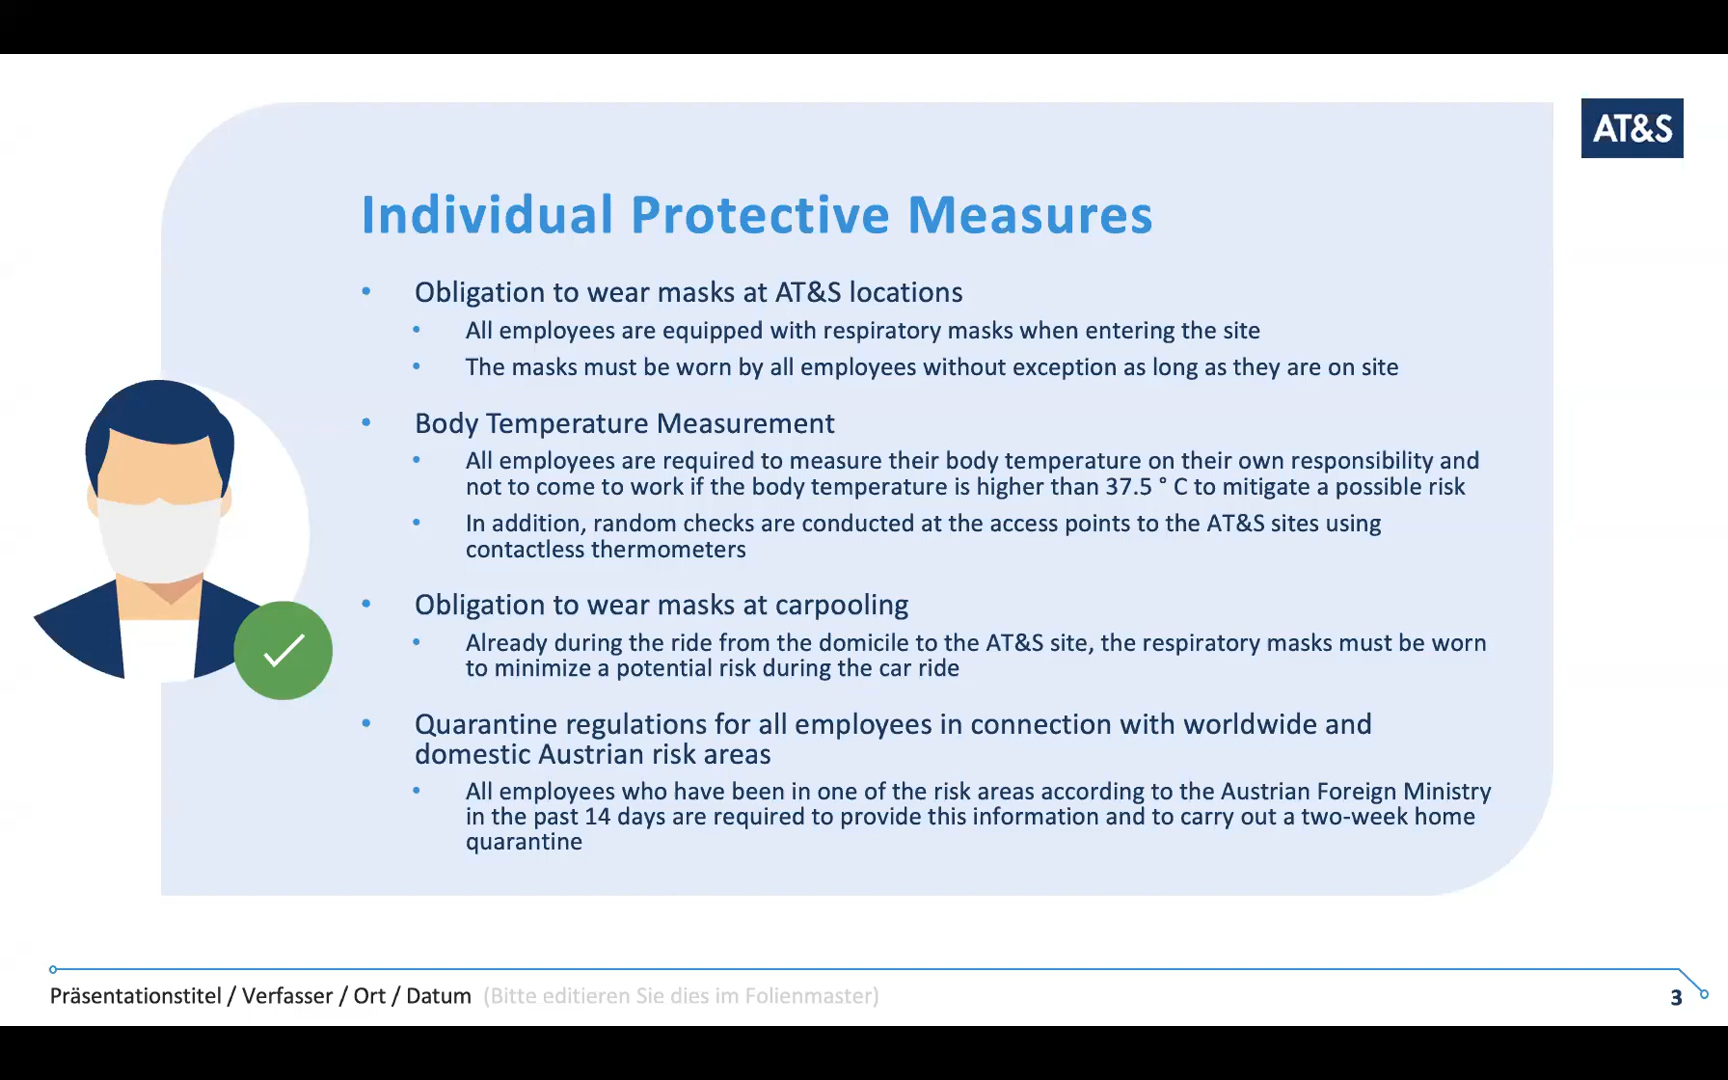 AT&S
Individual Protective Measures
• Obligation to wear masks at AT&S locations
• All employees are equipped with respiratory masks when entering the site
• The masks must be worn by all employees without exception as long as they are on site
• Body Temperature Measurement
• All employees are required to measure their body temperature on their own responsibility and
not to come to work if the body temperature is higher than 37.5 ° C to mitigate a possible risk
• In addition, random checks are conducted at the access points to the AT&S sites using
contactless thermometers
• Obligation to wear masks at carpooling
• Already during the ride from the domicile to the AT&S site, the respiratory masks must be worn
to minimize a potential risk during the car ride
• Quarantine regulations for all employees in connection with worldwide and
domestic Austrian risk areas
• All employees who have been in one of the risk areas according to the Austrian Foreign Ministry
in the past 14 days are required to provide this information and to carry out a two-week home
quarantine
Präsentationstitel / Verfasser / Ort / Datum (Bitte editieren Sie dies im Folienmaster)
3